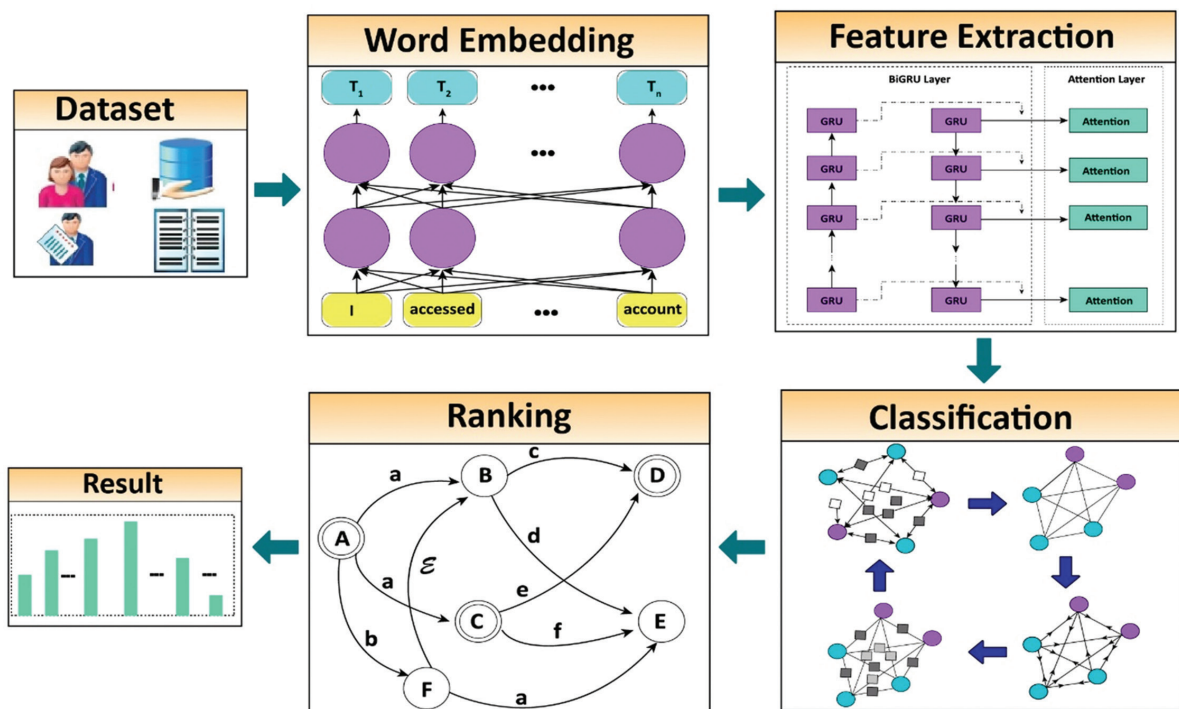 Dataset
Word Embedding
T1 T2 ••• Tn
•••
I accessed ••• account
Feature Extraction
BiGRU Layer Attention Layer
GRU GRU Attention
GRU GRU Attention
GRU GRU Attention
GRU GRU Attention
Classification
Ranking
a B c D
A d
a ℰ e
C f E
b
F a
Result
--- --- ---